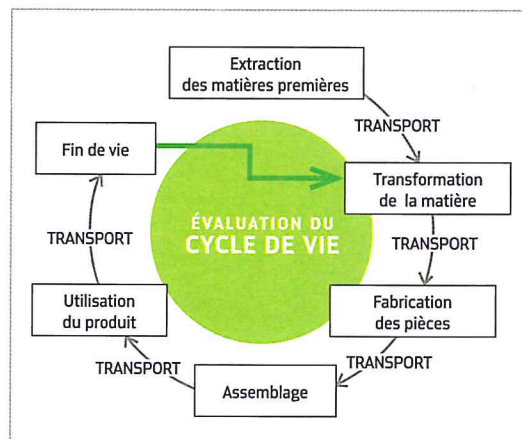 Extraction
des matières premières
TRANSPORT
Fin de vie
Transformation
de la matière
ÉVALUATION DU
CYCLE DE VIE
TRANSPORT
TRANSPORT
Utilisation
du produit
Fabrication
des pièces
TRANSPORT
TRANSPORT
Assemblage